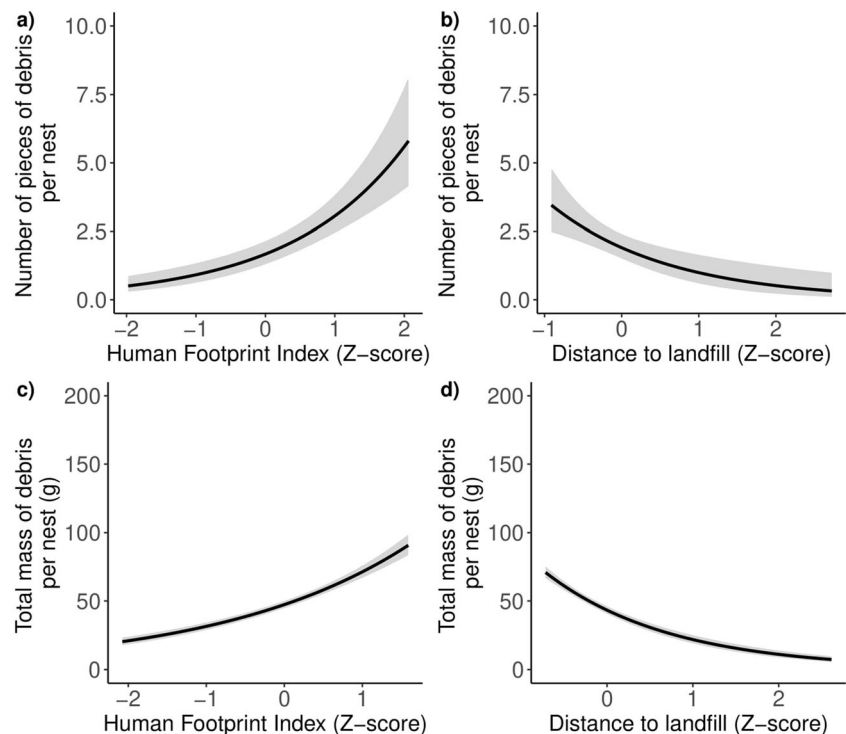 a)
Number of pieces of debris
per nest
10.0
7.5
5.0
2.5
0.0
−2 −1 0 1 2
Human Footprint Index (Z−score)
b)
Number of pieces of debris
per nest
10.0
7.5
5.0
2.5
0.0
−1 0 1 2
Distance to landfill (Z−score)
c)
Total mass of debris
per nest (g)
200
150
100
50
0
−2 −1 0 1
Human Footprint Index (Z−score)
d)
Total mass of debris
per nest (g)
200
150
100
50
0
0 1 2
Distance to landfill (Z−score)